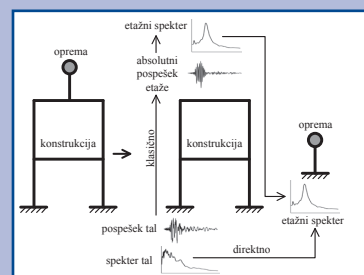 etažni spekter
absolutni
pospešek
etaže
oprema
konstrukcija
klasično
konstrukcija
oprema
etažni spekter
pospešek tal
spekter tal
direktno